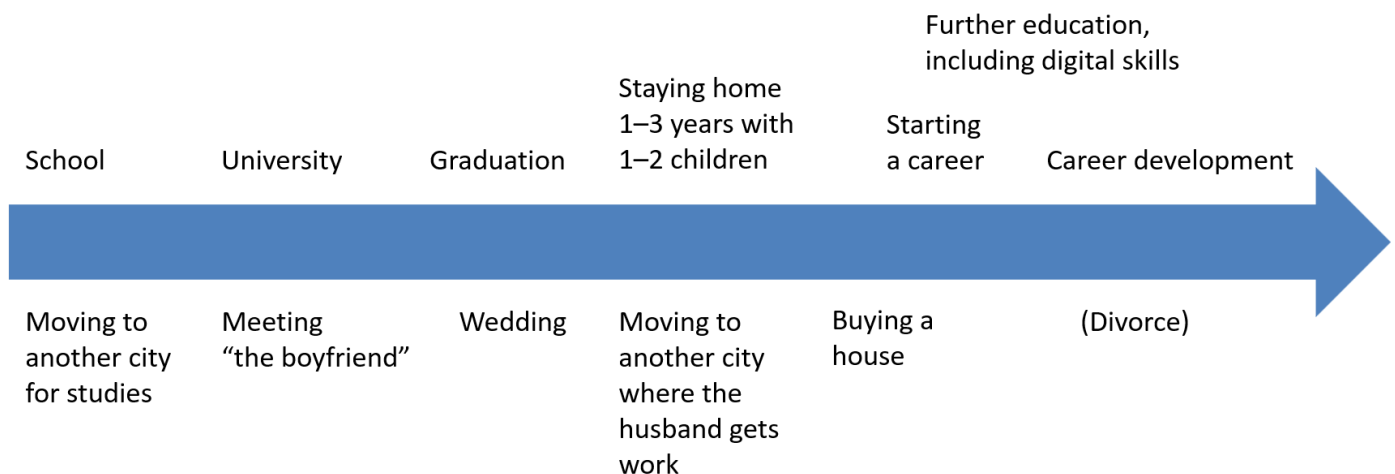 Further education,
including digital skills
Staying home
1–3 years with
1–2 children
Starting
a career
School
University
Graduation
Career development
Moving to
another city
for studies
Meeting
“the boyfriend”
Wedding
Moving to
another city
where the
husband gets
work
Buying a
house
(Divorce)